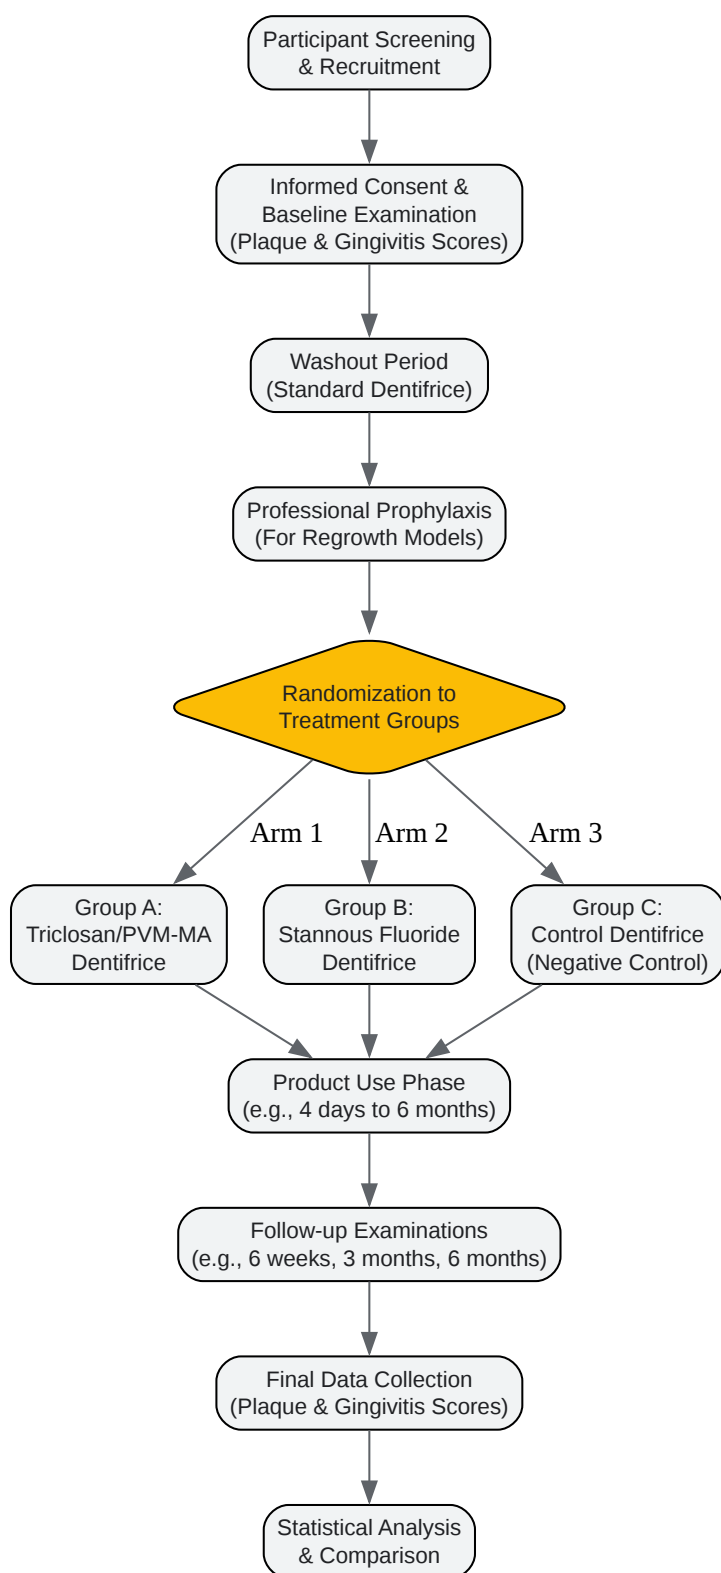 Participant Screening
& Recruitment
Informed Consent &
Baseline Examination
(Plaque & Gingivitis Scores)
Washout Period
(Standard Dentifrice)
Professional Prophylaxis
(For Regrowth Models)
Randomization to
Treatment Groups
Arm 1
Arm 2
Arm 3
Group A:
Triclosan/PVM-MA
Dentifrice
Group B:
Stannous Fluoride
Dentifrice
Group C:
Control Dentifrice
(Negative Control)
Product Use Phase
(e.g., 4 days to 6 months)
Follow-up Examinations
(e.g., 6 weeks, 3 months, 6 months)
Final Data Collection
(Plaque & Gingivitis Scores)
Statistical Analysis
& Comparison